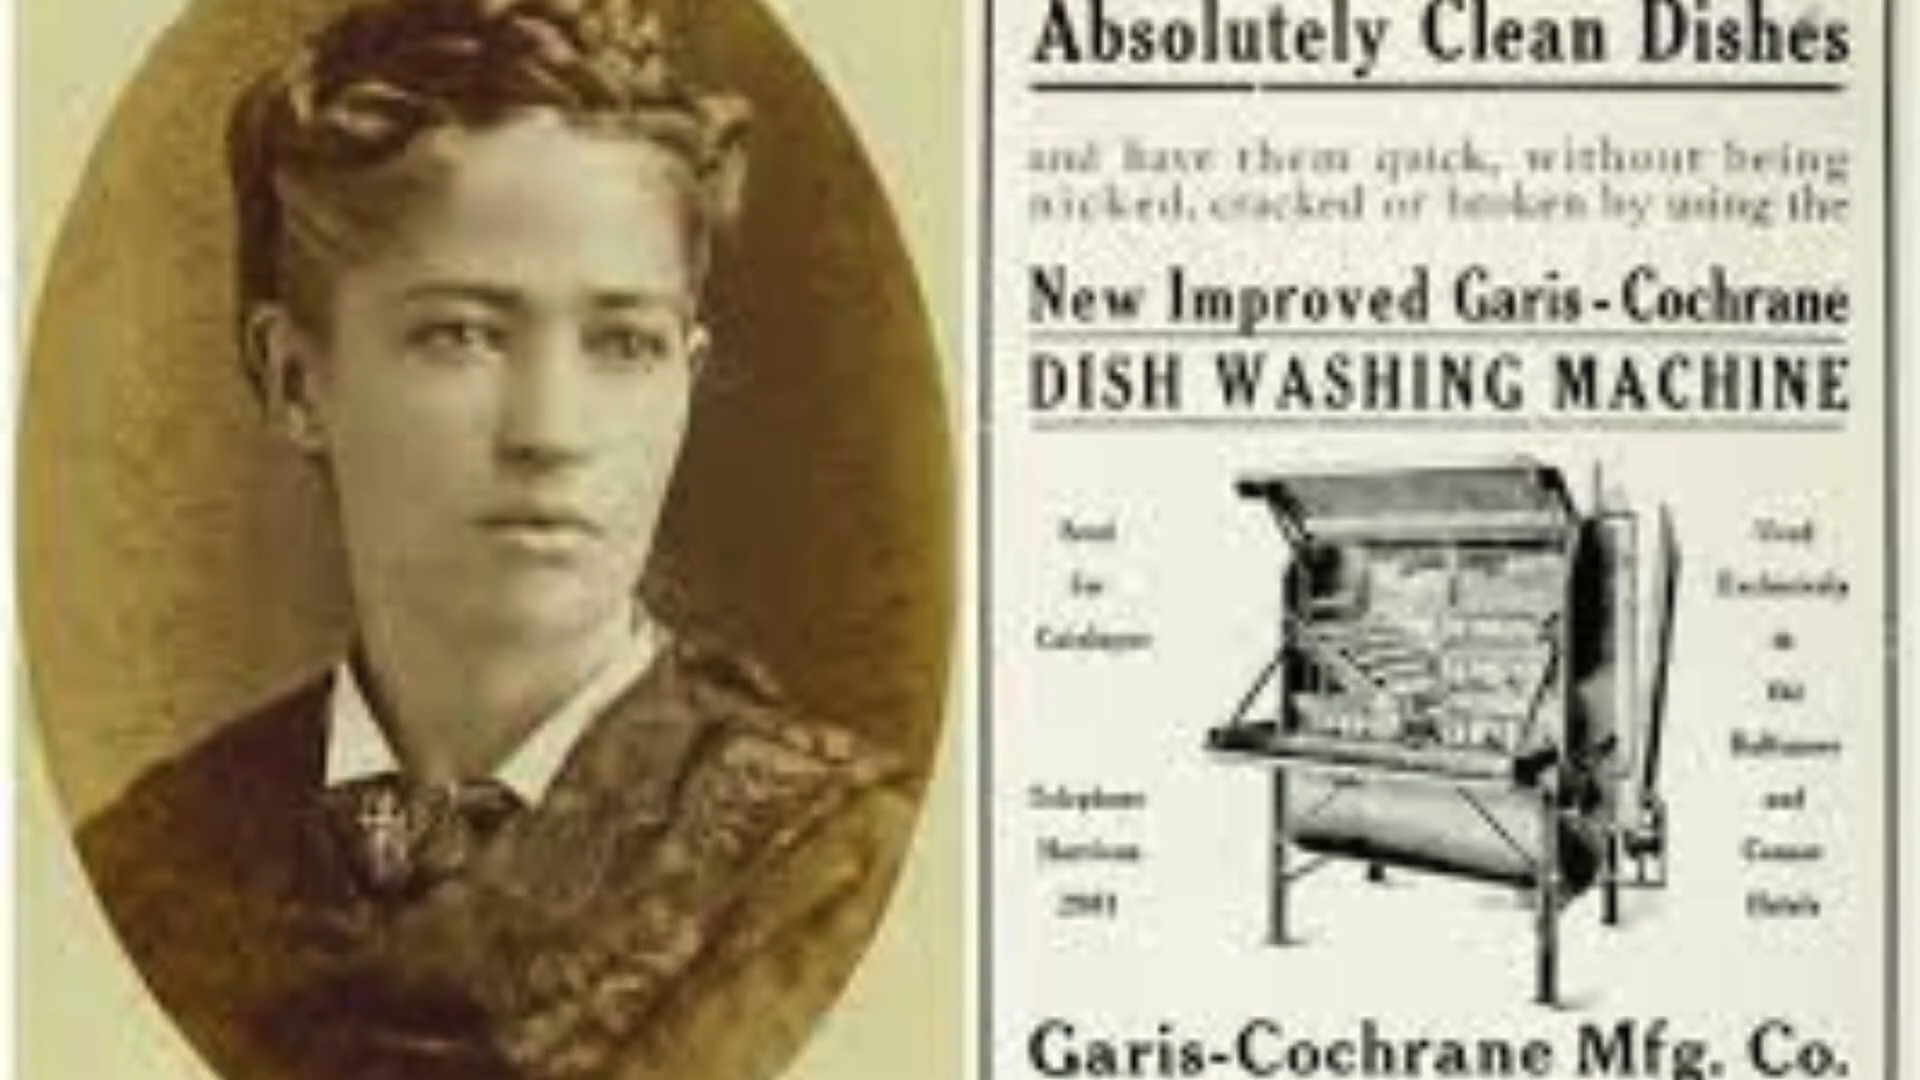 Absolutely Clean Dishes
and have them quick, without being
nicked, cracked or broken by using the
New Improved Garis-Cochrane
DISH WASHING MACHINE
Send
for
Catalogue
Telephone
Harrison
Used
Exclusively
in
the
and
Hotels
Garis-Cochrane Mfg. Co.